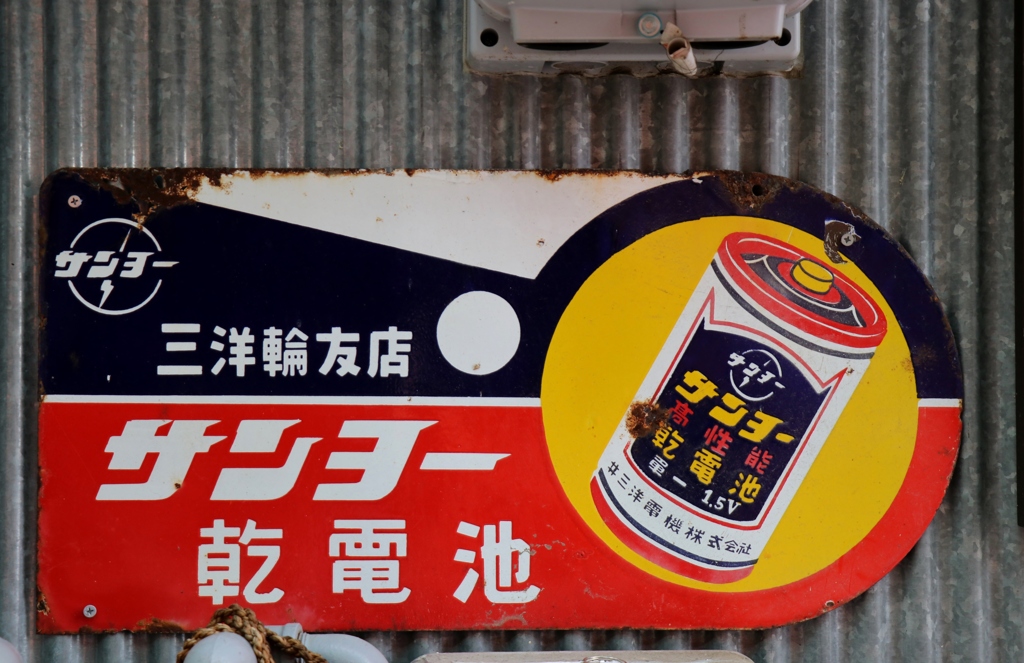 サンヨー
三洋輪友店
サンヨー
乾電池
サンヨー
サンヨー
高性能
乾電池
單一 1.5V
三洋電機株式会社